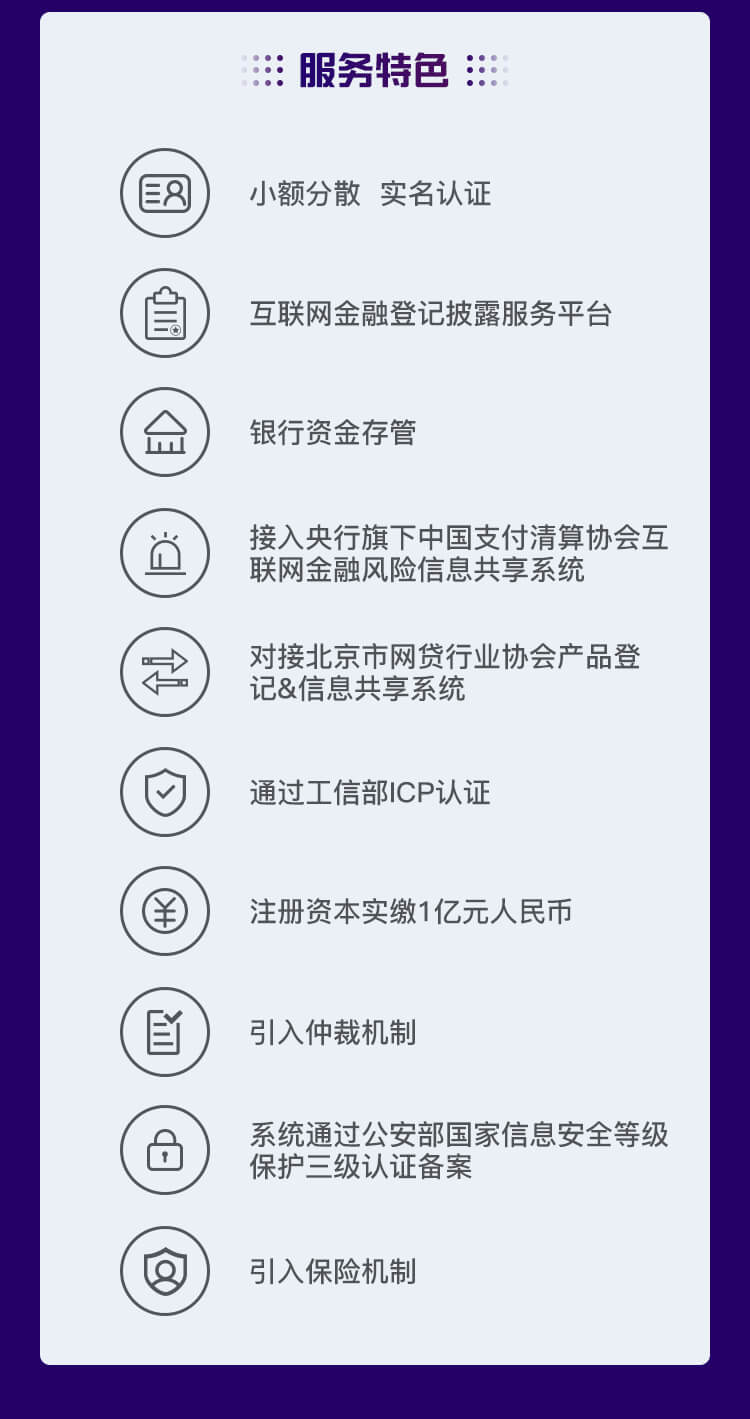 服务特色
小额分散 实名认证
互联网金融登记披露服务平台
银行资金存管
接入央行旗下中国支付清算协会互
联网金融风险信息共享系统
对接北京市网贷行业协会产品登
记&信息共享系统
通过工信部ICP认证
注册资本实缴1亿元人民币
引入仲裁机制
系统通过公安部国家信息安全等级
保护三级认证备案
引入保险机制